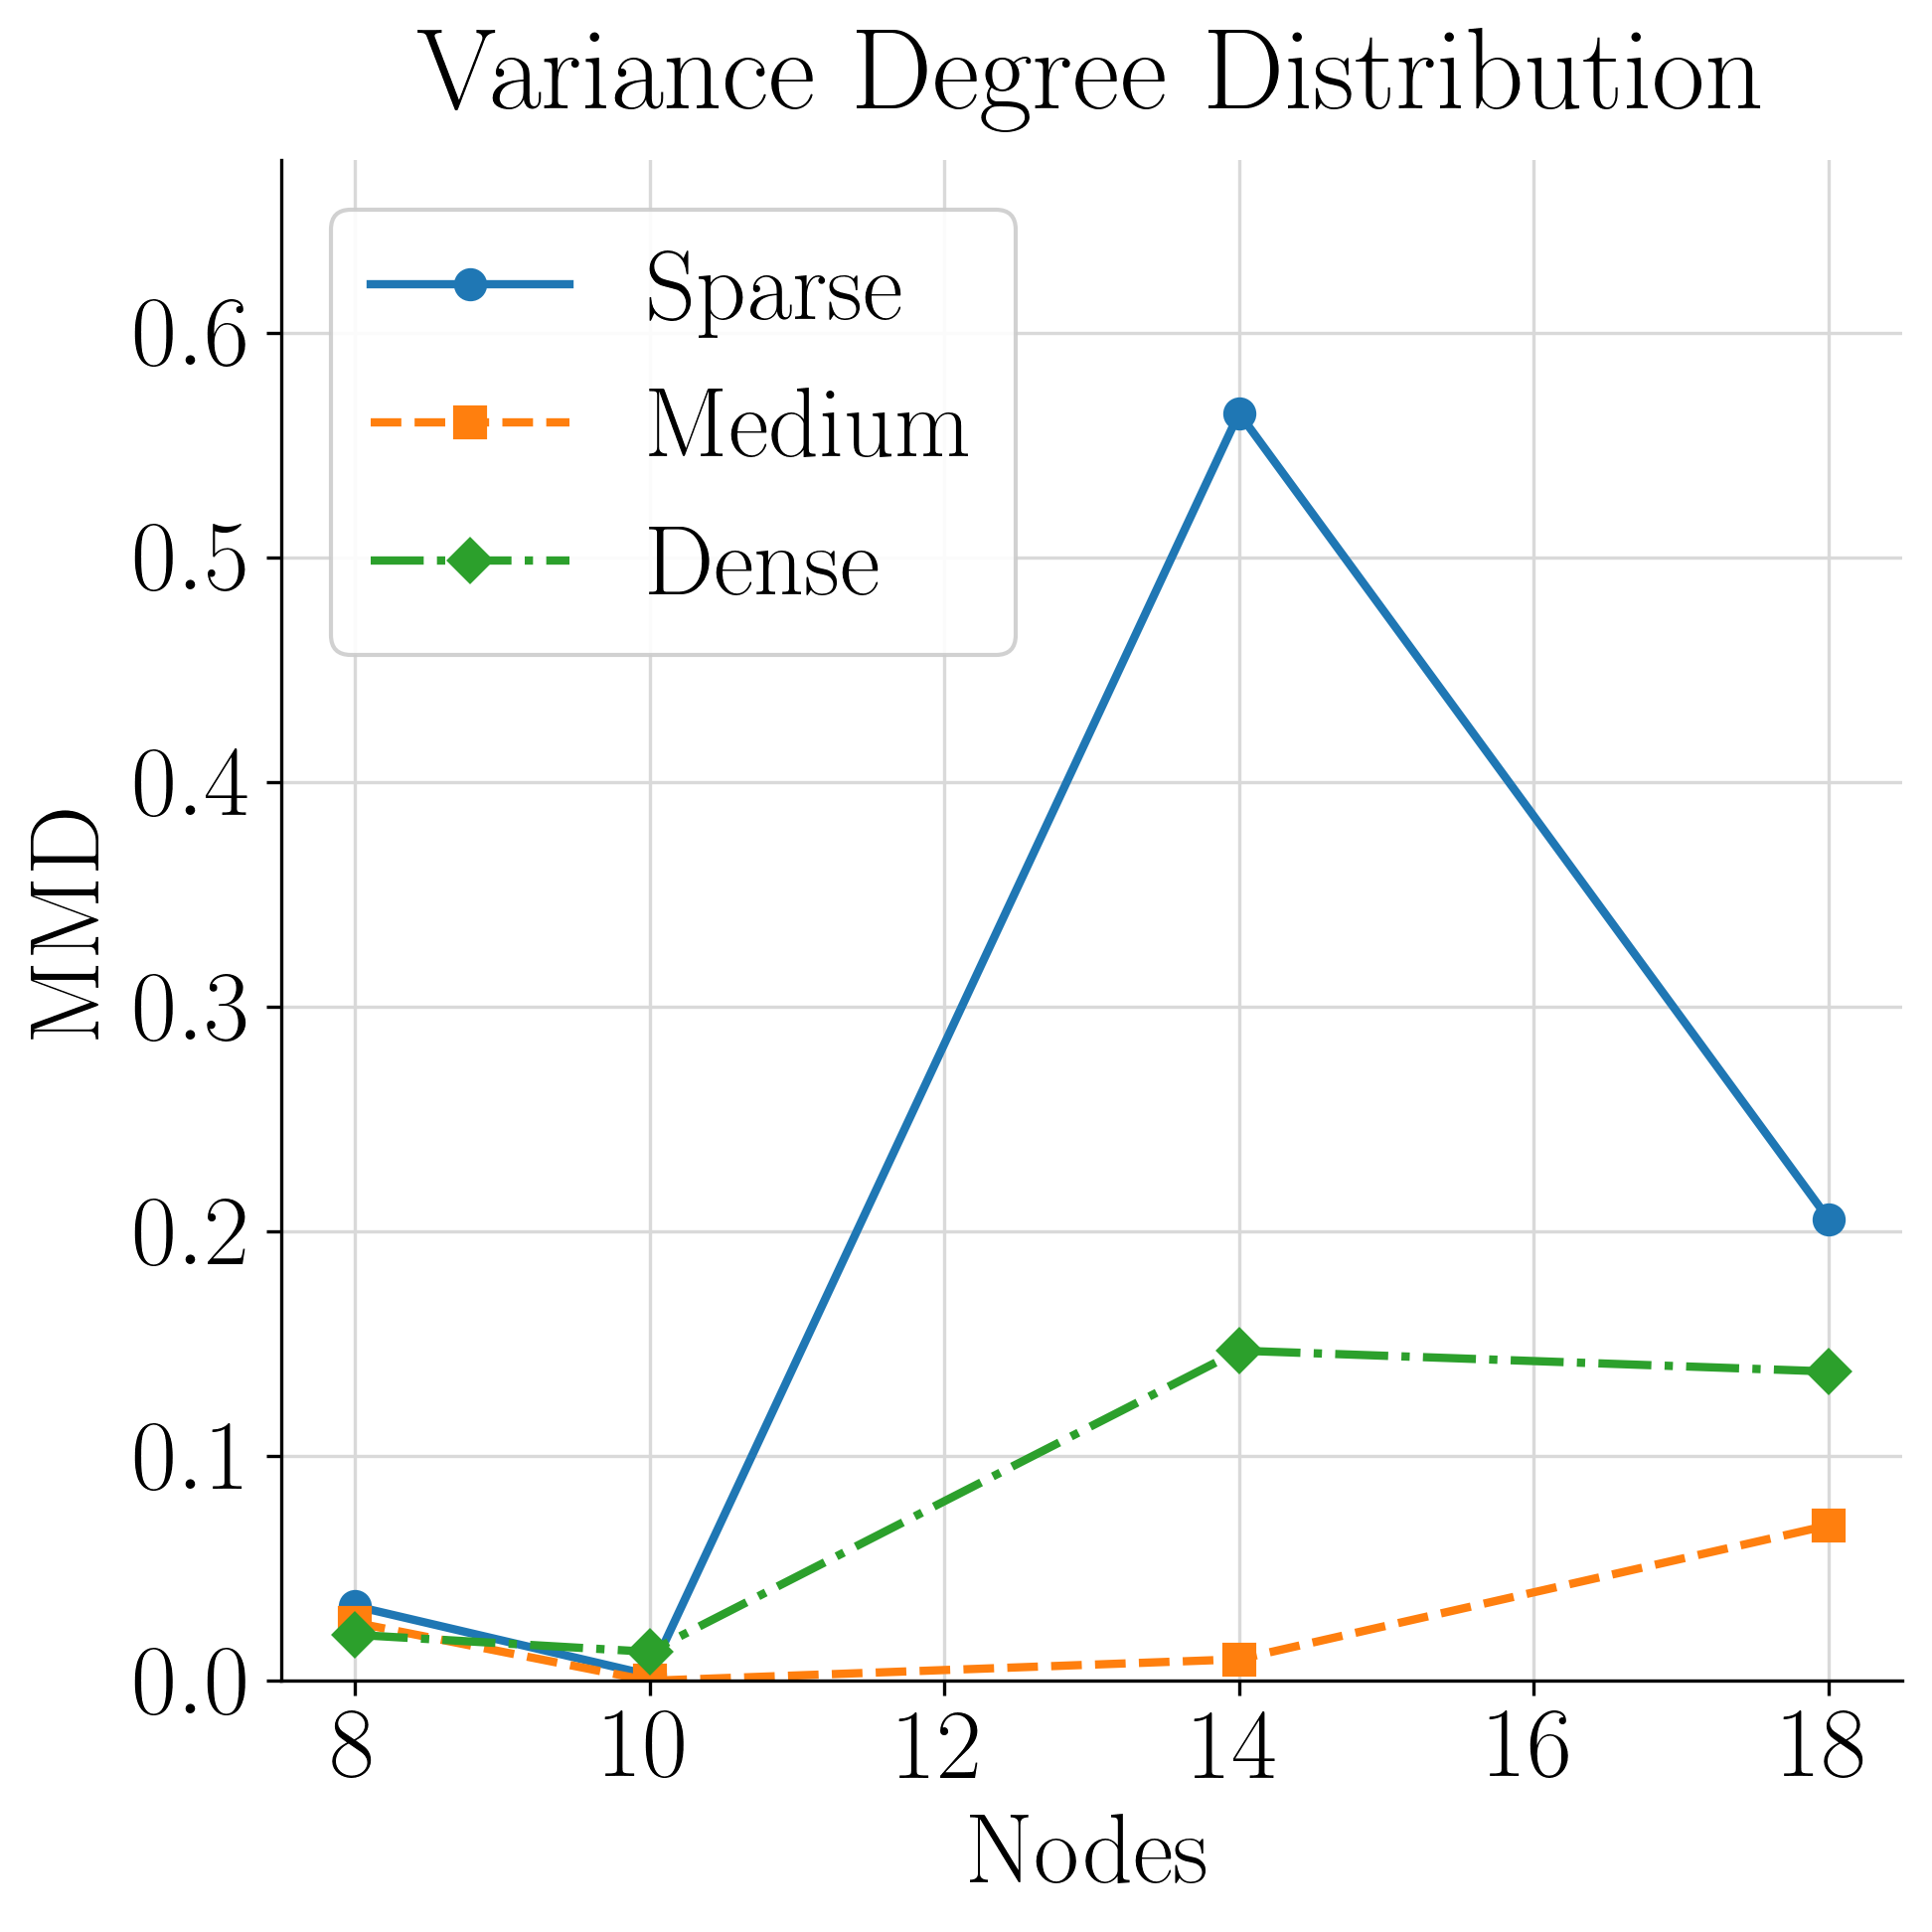 Variance Degree Distribution
Sparse
Medium
Dense
MMD
0.6
0.5
0.4
0.3
0.2
0.1
0.0
8 10 12 14 16 18
Nodes